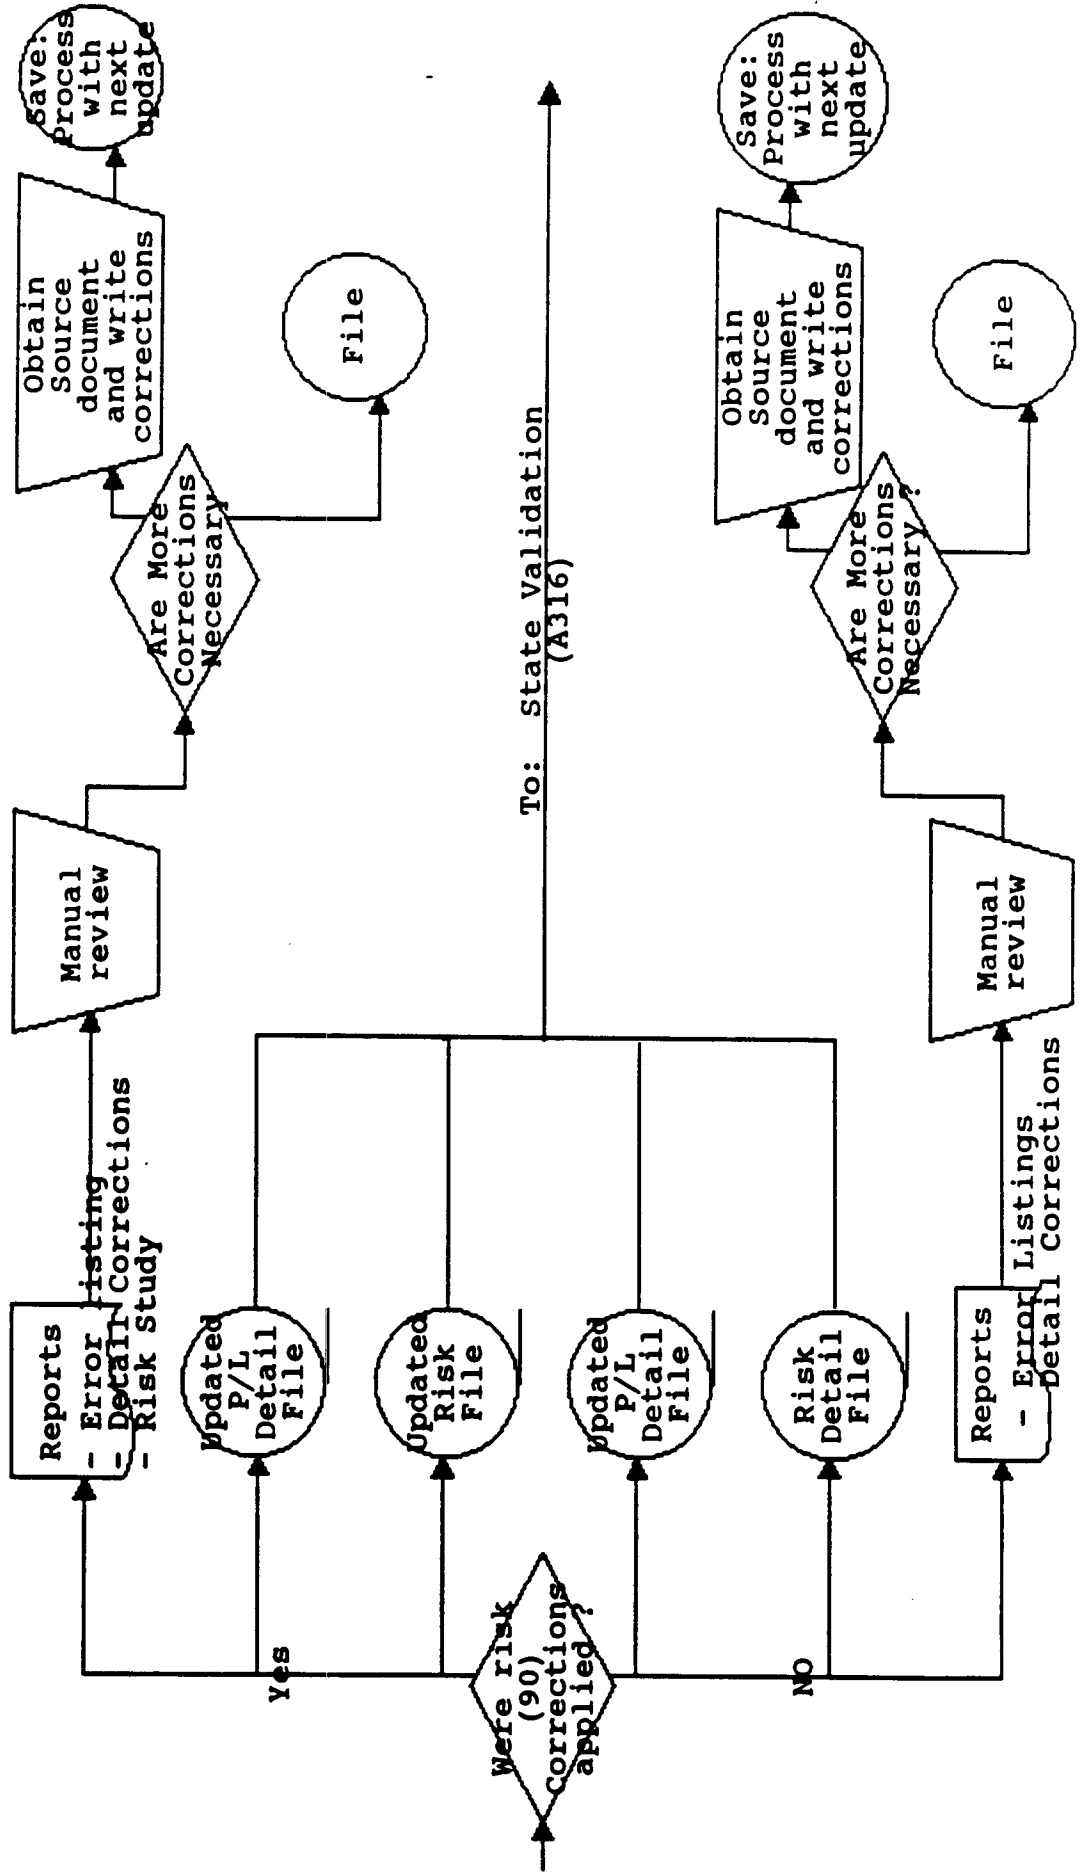 Were risk
(90)
Corrections
applied ?
yes
NO
Reports
- Error Listing
- Detail Corrections
- Risk Study
Updated
P/L
Detail
File
Updated
Risk
File
Updated
P/L
Detail
File
Risk
Detail
File
Reports
- Error Listings
Detail Corrections
Manual
review
Are More
Corrections
Necessary
Obtain
Source
document
and write
corrections
Save:
Process
with
next
update
File
To: State Validation
(A316)
Manual
review
Are More
Corrections
Necessary ?
Obtain
Source
document
and write
corrections
Save:
Process
with
next
update
File